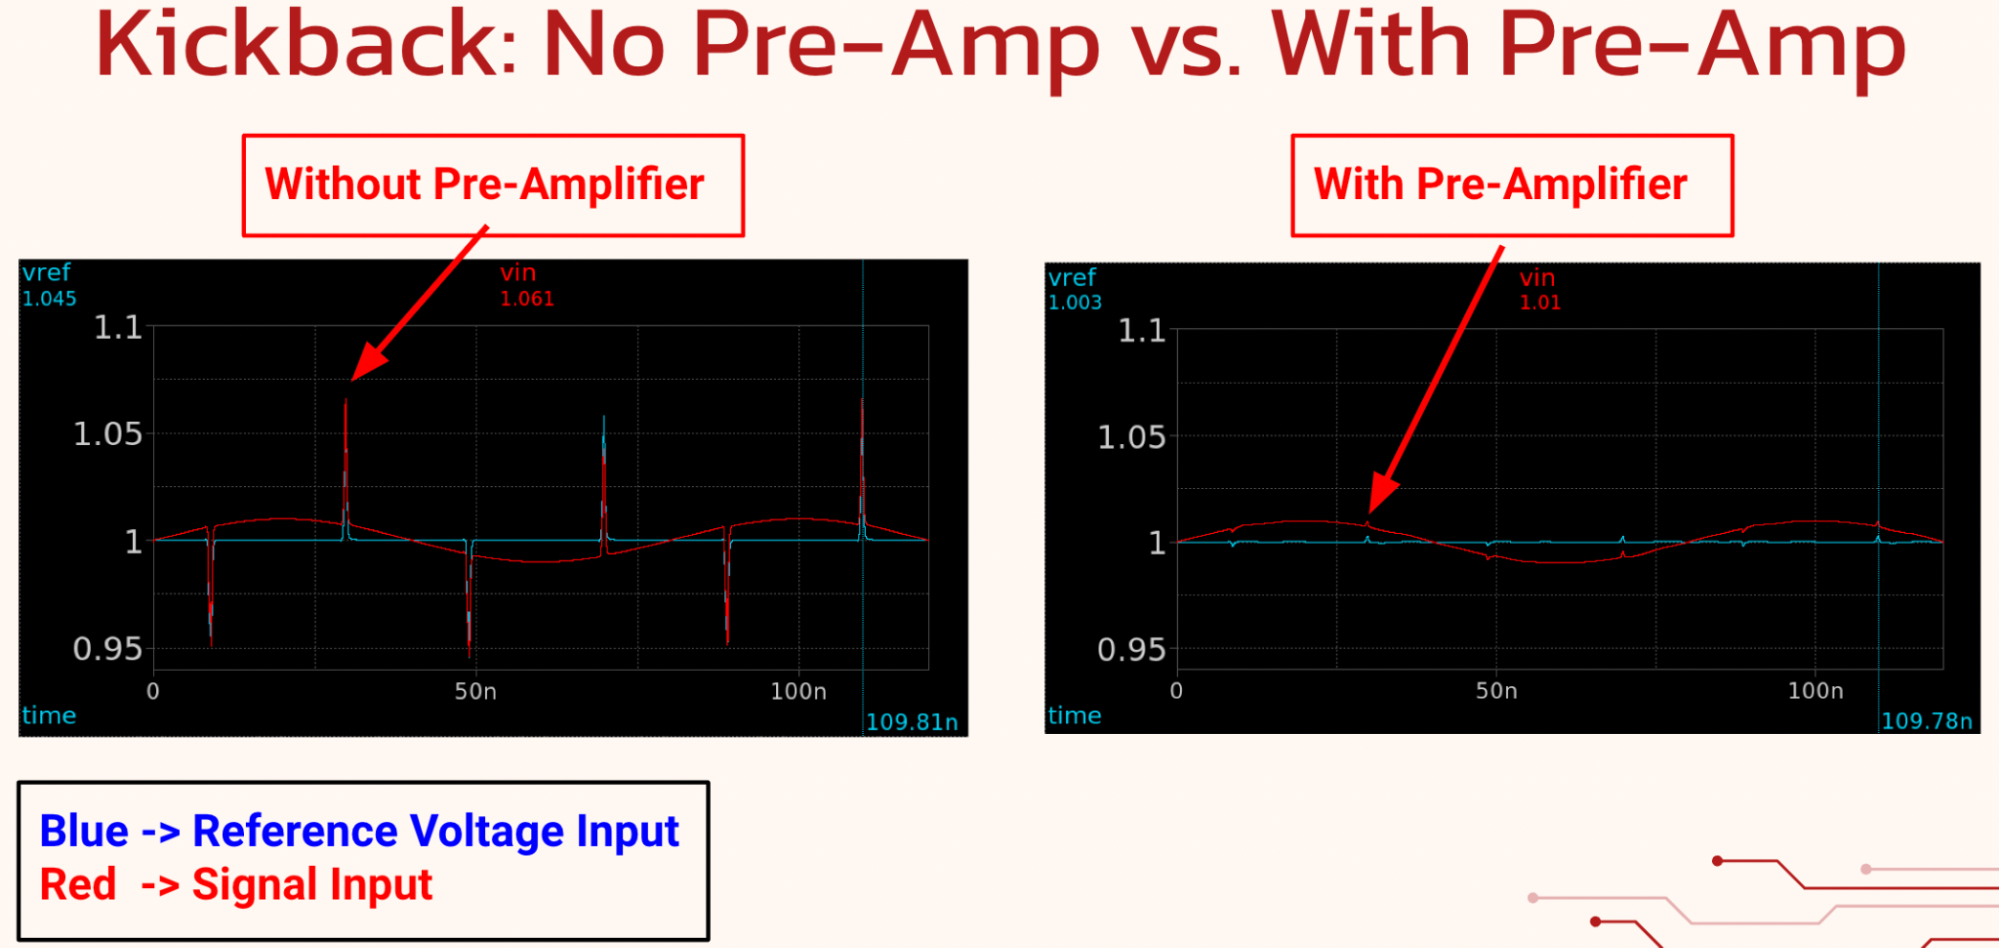 Kickback: No Pre-Amp vs. With Pre-Amp
Without Pre-Amplifier
With Pre-Amplifier
vref
1.045
vin
1.061
1.1
1.05
1
0.95
0
50n
100n
time
109.81n
vref
1.003
vin
1.01
1.1
1.05
1
0.95
0
50n
100n
time
109.78n
Blue -> Reference Voltage Input
Red -> Signal Input